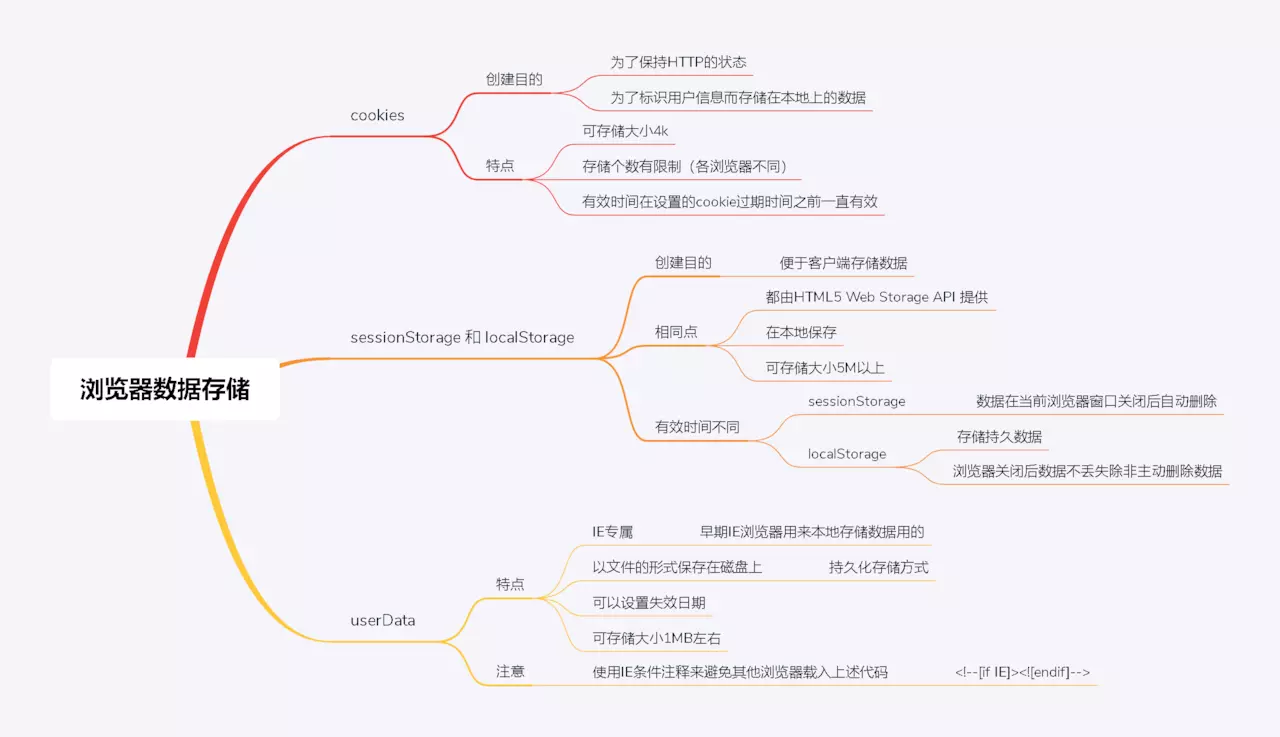 浏览器数据存储
cookies
创建目的
为了保持HTTP的状态
为了标识用户信息而存储在本地上的数据
特点
可存储大小4k
存储个数有限制（各浏览器不同）
有效时间在设置的cookie过期时间之前一直有效
sessionStorage 和 localStorage
创建目的
便于客户端存储数据
相同点
都由HTML5 Web Storage API 提供
在本地保存
可存储大小5M以上
有效时间不同
sessionStorage
数据在当前浏览器窗口关闭后自动删除
localStorage
存储持久数据
浏览器关闭后数据不丢失除非主动删除数据
userData
特点
IE专属
早期IE浏览器用来本地存储数据用的
以文件的形式保存在磁盘上
持久化存储方式
可以设置失效日期
可存储大小1MB左右
注意
使用IE条件注释来避免其他浏览器载入上述代码
<!--[if IE]><![endif]-->